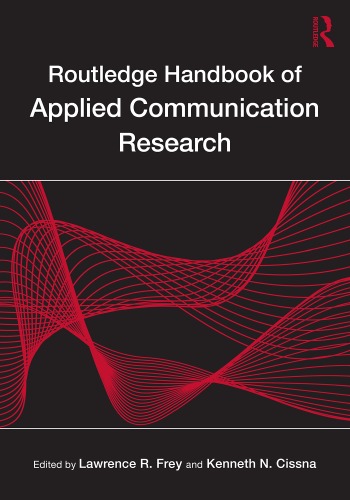 ROUTLEDGE
Routledge Handbook of
Applied Communication
Research
Edited by Lawrence R. Frey and Kenneth N. Cissna